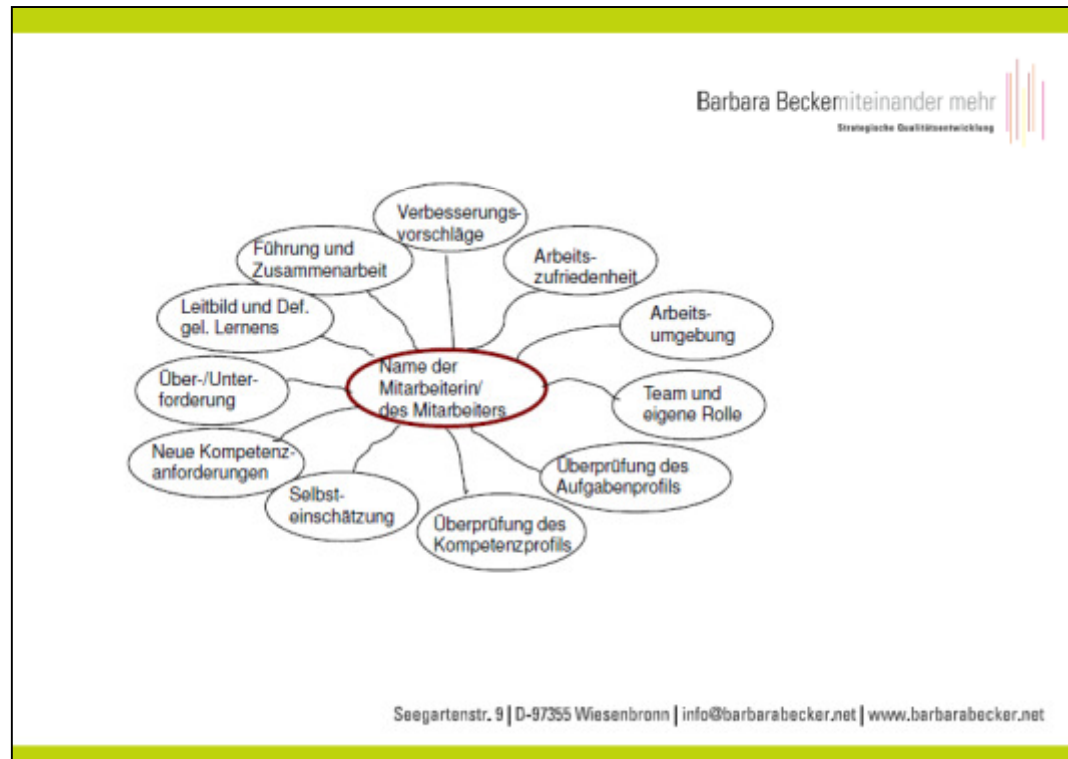 Barbara Beckermiteinander mehr
Strategische Qualitätsentwicklung
Verbesserungs-
vorschläge
Führung und
Zusammenarbeit
Arbeits-
zufriedenheit
Leitbild und Def.
gel. Lernens
Arbeits-
umgebung
Name der
Mitarbeiterin/
des Mitarbeiters
Über-/Unter-
forderung
Team und
eigene Rolle
Neue Kompetenz-
anforderungen
Überprüfung des
Aufgabenprofils
Selbst-
einschätzung
Überprüfung des
Kompetenzprofils
Seegartenstr. 9 | D-97355 Wiesenbronn | info@barbarabecker.net | www.barbarabecker.net